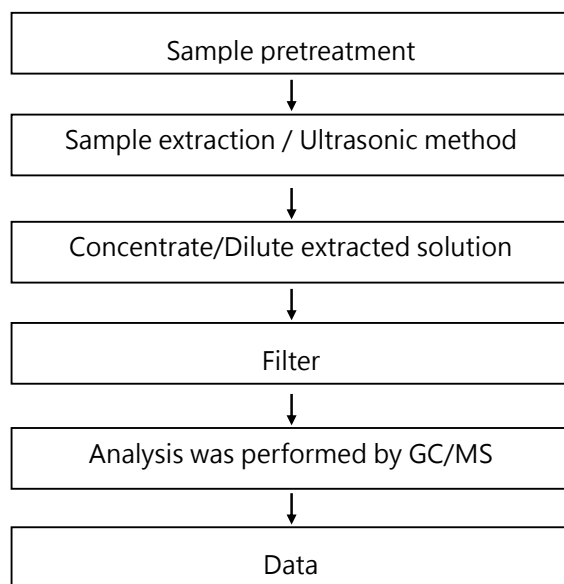 Sample pretreatment
Sample extraction / Ultrasonic method
Concentrate/Dilute extracted solution
Filter
Analysis was performed by GC/MS
Data